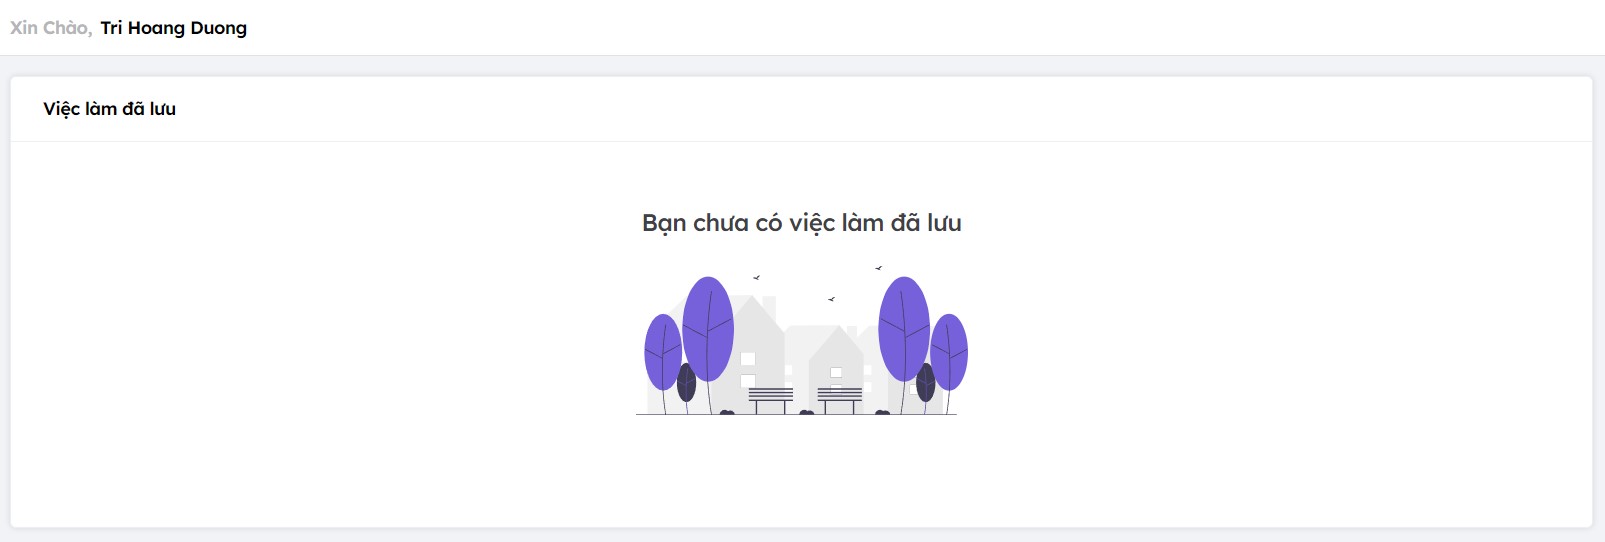 Xin Chào, Tri Hoang Duong
Việc làm đã lưu
Bạn chưa có việc làm đã lưu